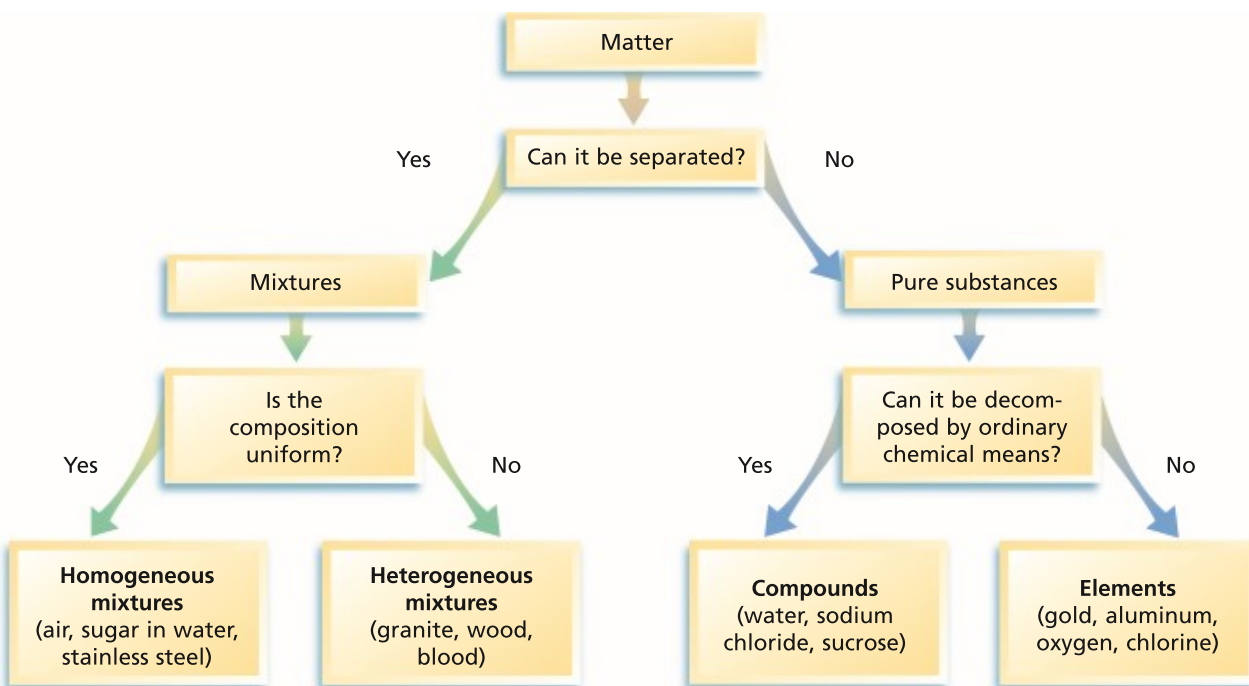 Matter
Yes
Can it be separated?
No
Mixtures
Pure substances
Is the
composition
uniform?
Can it be decom-
posed by ordinary
chemical means?
Yes
No
Yes
No
Homogeneous
mixtures
(air, sugar in water,
stainless steel)
Heterogeneous
mixtures
(granite, wood,
blood)
Compounds
(water, sodium
chloride, sucrose)
Elements
(gold, aluminum,
oxygen, chlorine)